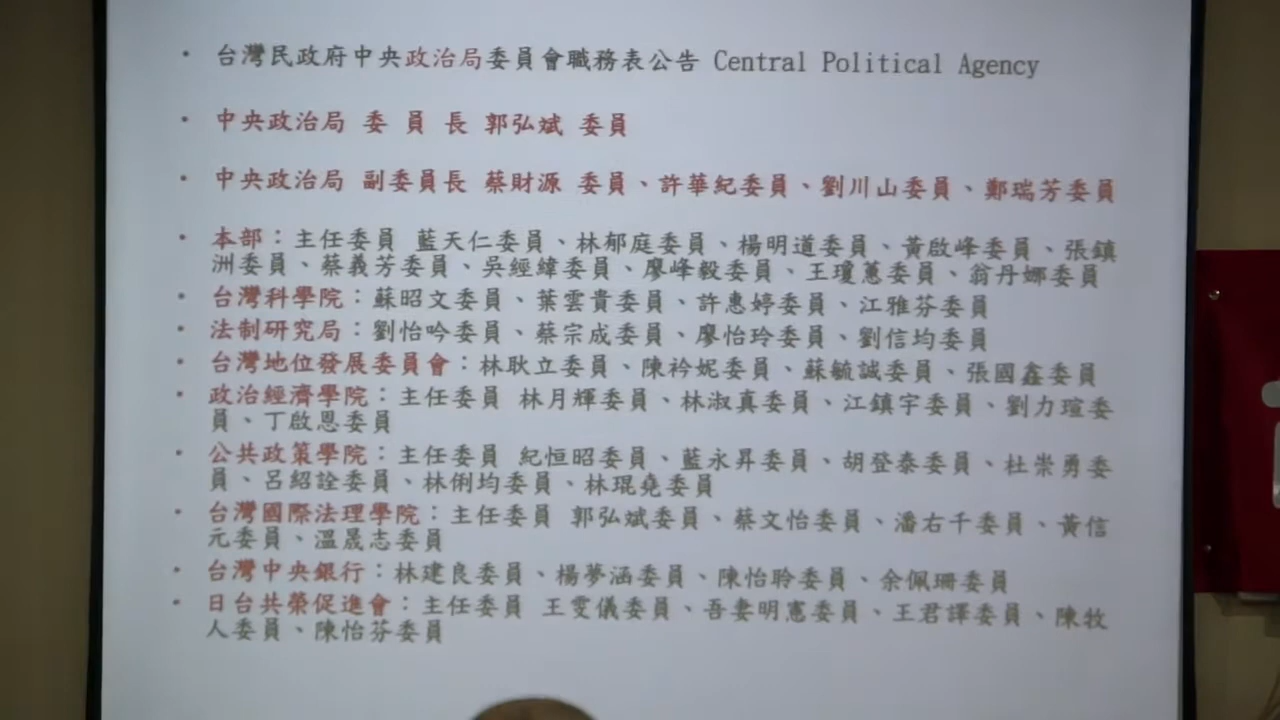 • 台灣民政府中央政治局委員會職務表公告 Central Political Agency
• 中央政治局 委 員 長 郭弘斌 委員
• 中央政治局 副委員長 蔡財源 委員、許華紀委員、劉川山委員、鄭瑞芳委員
• 本部：主任委員 藍天仁委員、林郁庭委員、楊明道委員、黃啟峰委員、張鎮
洲委員、蔡義芳委員、吳經緯委員、廖峰毅委員、王瓊蕙委員、翁丹娜委員
• 台灣科學院：蘇昭文委員、葉雲貴委員、許惠婷委員、江雅芬委員
• 法制研究局：劉怡吟委員、蔡宗成委員、廖怡玲委員、劉信均委員
• 台灣地位發展委員會：林耿立委員、陳衿妮委員、蘇毓誠委員、張國鑫委員
• 政治經濟學院：主任委員 林月輝委員、林淑真委員、江鎮宇委員、劉力瑄委
員、丁啟恩委員
• 公共政策學院：主任委員 紀恒昭委員、藍永昇委員、胡登泰委員、杜崇勇委
員、呂紹詮委員、林俐均委員、林琨堯委員
• 台灣國際法理學院：主任委員 郭弘斌委員、蔡文怡委員、潘右千委員、黃信
元委員、溫晟志委員
• 台灣中央銀行：林建良委員、楊夢涵委員、陳怡聆委員、余佩珊委員
• 日台共榮促進會：主任委員 王雯儀委員、吾妻明憲委員、王君譯委員、陳牧
人委員、陳怡芬委員